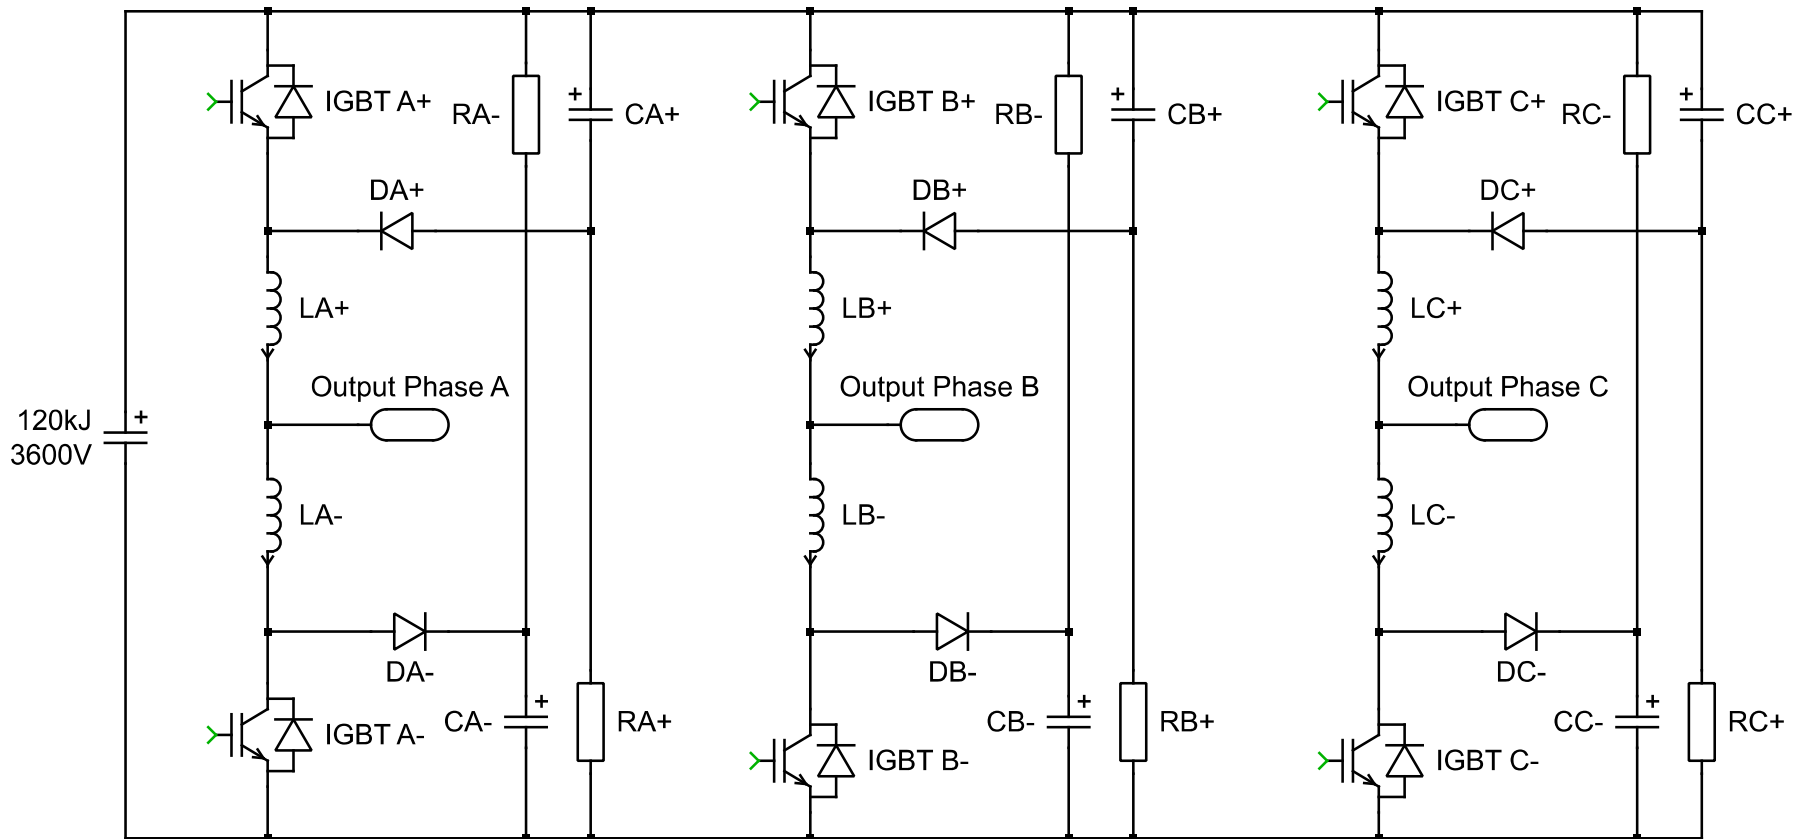 IGBT A+
RA-
CA+
IGBT B+
RB-
CB+
IGBT C+
RC-
CC+
DA+
DB+
DC+
LA+
LB+
LC+
Output Phase A
Output Phase B
Output Phase C
120kJ
3600V
LA-
LB-
LC-
DA-
DB-
DC-
IGBT A-
CA-
RA+
IGBT B-
CB-
RB+
IGBT C-
CC-
RC+